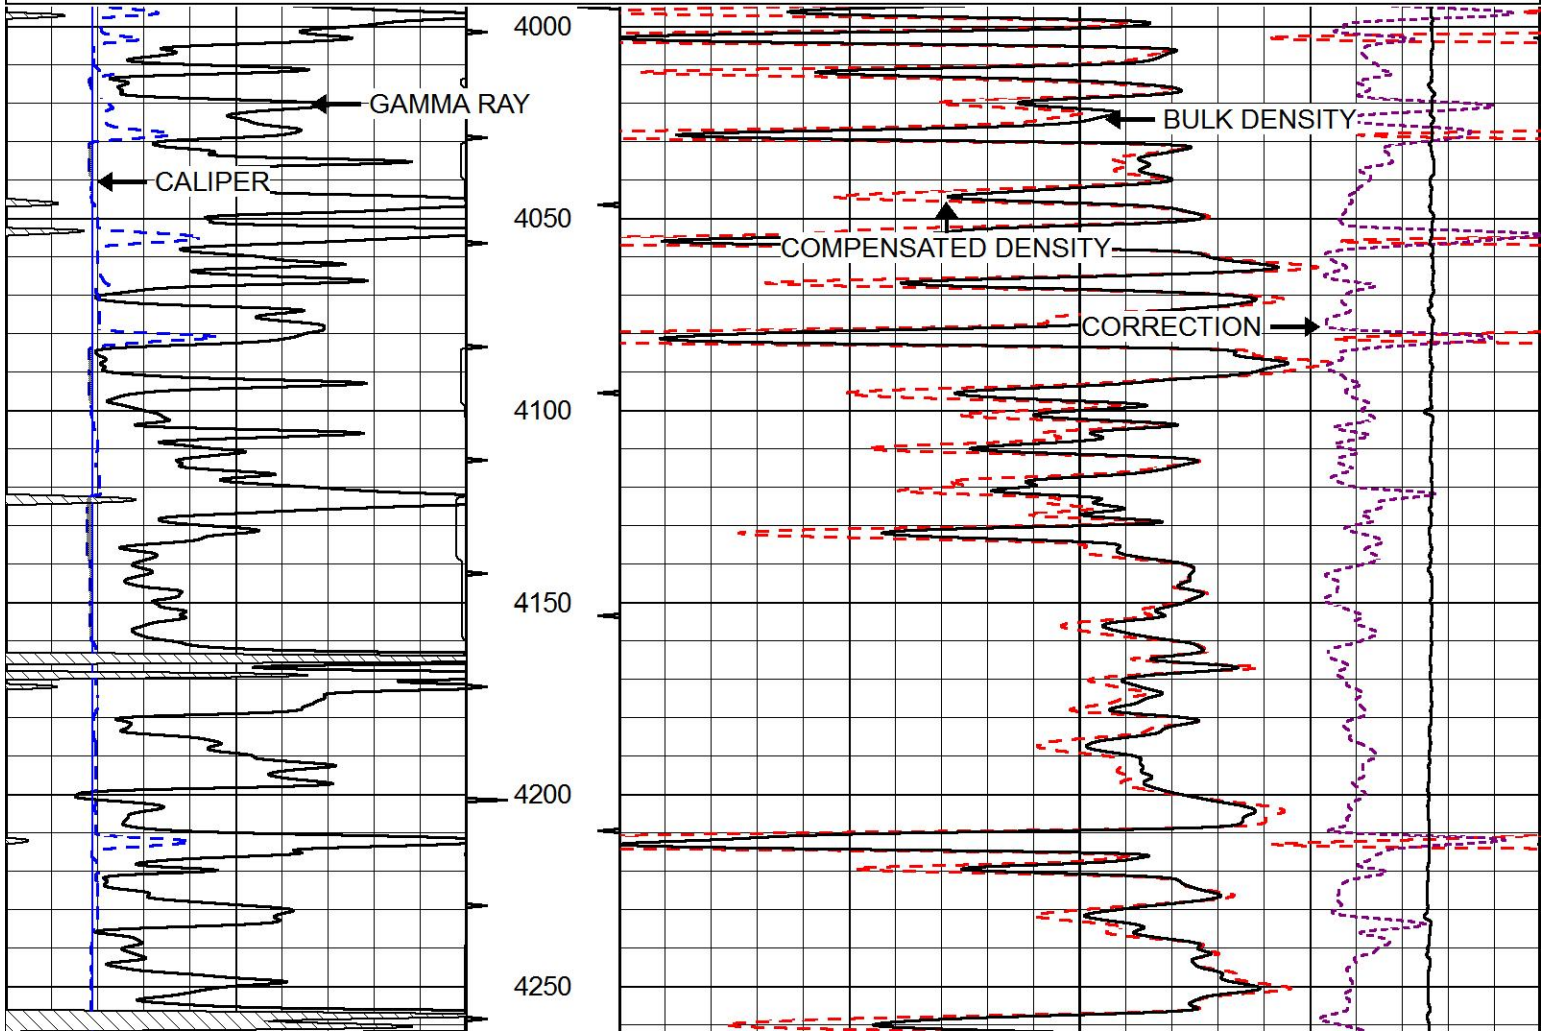 4000
GAMMA RAY
BULK DENSITY
CALIPER
4050
COMPENSATED DENSITY
CORRECTION
4100
4150
4200
4250